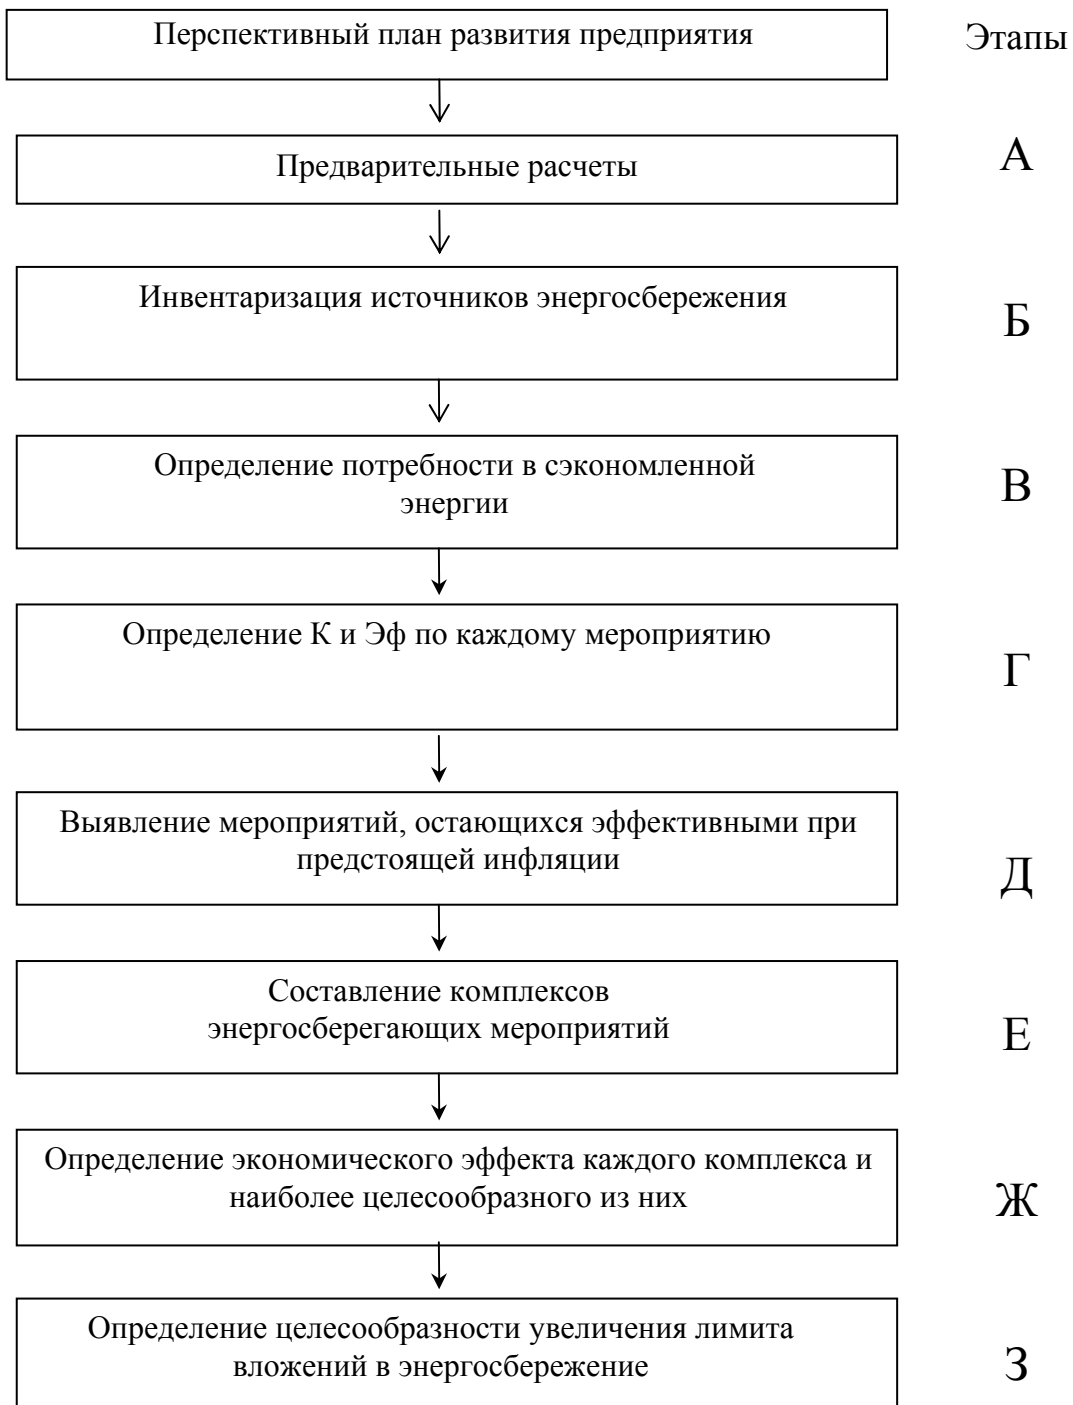 Перспективный план развития предприятия
Этапы
Предварительные расчеты
А
Инвентаризация источников энергосбережения
Б
Определение потребности в сэкономленной
энергии
В
Определение К и Эф по каждому мероприятию
Г
Выявление мероприятий, остающихся эффективными при
предстоящей инфляции
Д
Составление комплексов
энергосберегающих мероприятий
Е
Определение экономического эффекта каждого комплекса и
наиболее целесообразного из них
Ж
Определение целесообразности увеличения лимита
вложений в энергосбережение
З